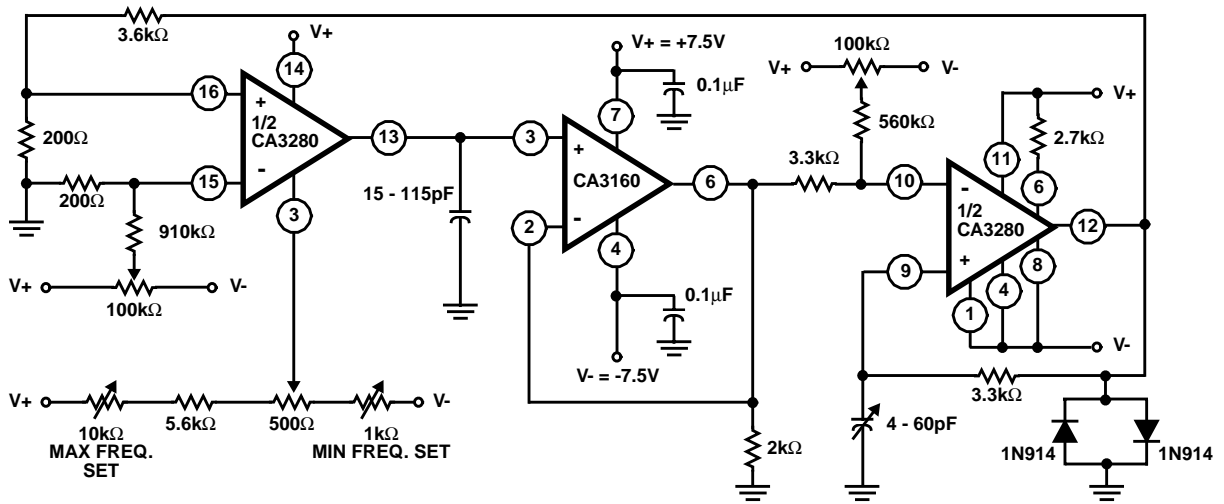 3.6kΩ
V+
14
16
+
1/2
CA3280
-
13
200Ω
15
200Ω
3
910kΩ
V+
V-
100kΩ
15 - 115pF
V+ = +7.5V
0.1µF
7
3
+
CA3160
-
6
2
4
0.1µF
V- = -7.5V
100kΩ
V+
V-
560kΩ
3.3kΩ
10
V+
11
2.7kΩ
6
-
1/2
CA3280
+
12
9
8
4
1
V-
3.3kΩ
4 - 60pF
1N914
1N914
2kΩ
V+
V-
10kΩ
5.6kΩ
500Ω
1kΩ
MAX FREQ.
SET
MIN FREQ. SET